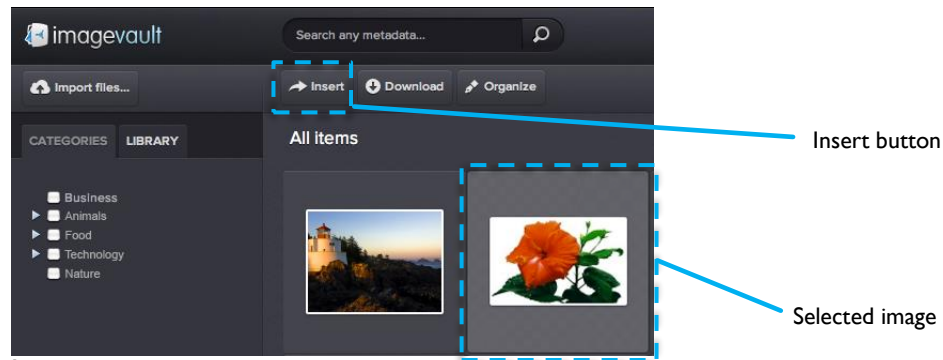 imagevault
Search any metadata...
Import files...
Insert
Download
Organize
Insert button
CATEGORIES
LIBRARY
All items
Business
Animals
Food
Technology
Nature
Selected image